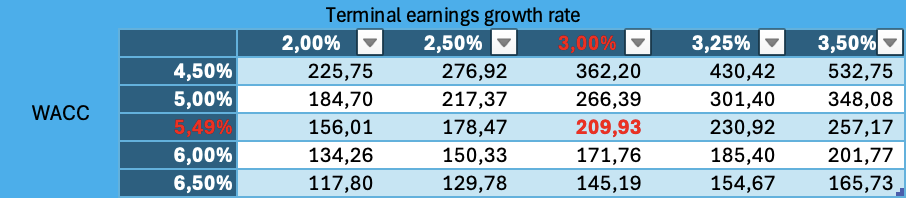 Terminal earnings growth rate
2,00% 2,50% 3,00% 3,25% 3,50%
4,50% 225,75 276,92 362,20 430,42 532,75
5,00% 184,70 217,37 266,39 301,40 348,08
WACC 5,49% 156,01 178,47 209,93 230,92 257,17
6,00% 134,26 150,33 171,76 185,40 201,77
6,50% 117,80 129,78 145,19 154,67 165,73